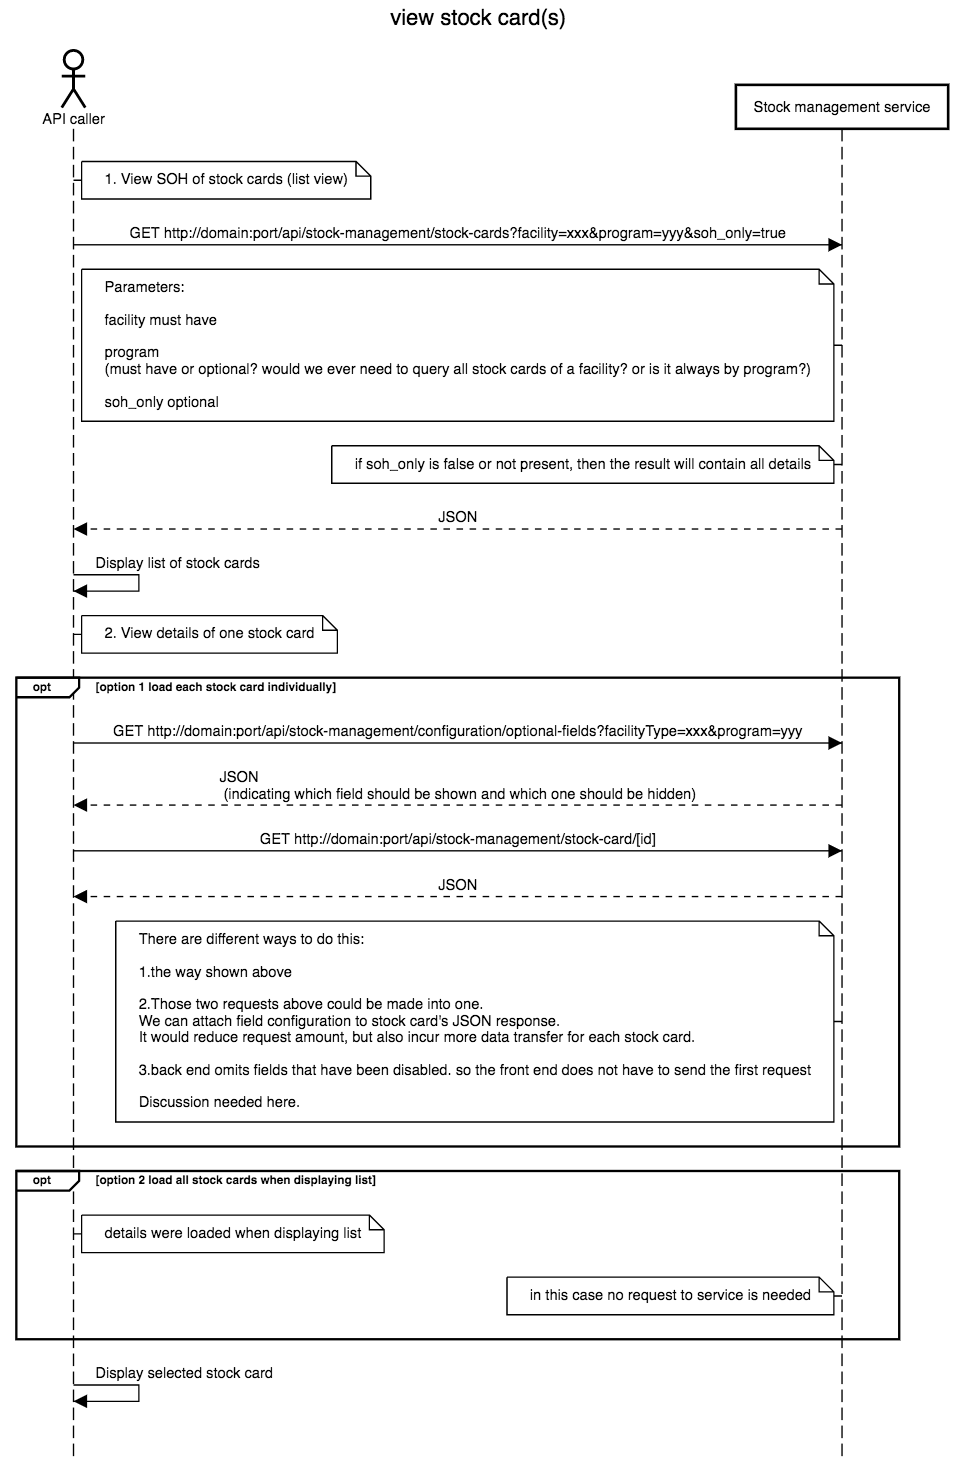 view stock card(s)
API caller
Stock management service
1. View SOH of stock cards (list view)
GET http://domain:port/api/stock-management/stock-cards?facility=xxx&program=yyy&soh_only=true
Parameters:
facility must have
program
(must have or optional? would we ever need to query all stock cards of a facility? or is it always by program?)
soh_only optional
if soh_only is false or not present, then the result will contain all details
JSON
Display list of stock cards
2. View details of one stock card
opt
[option 1 load each stock card individually]
GET http://domain:port/api/stock-management/configuration/optional-fields?facilityType=xxx&program=yyy
JSON
(indicating which field should be shown and which one should be hidden)
GET http://domain:port/api/stock-management/stock-card/[id]
JSON
There are different ways to do this:
1.the way shown above
2.Those two requests above could be made into one.
We can attach field configuration to stock card's JSON response.
It would reduce request amount, but also incur more data transfer for each stock card.
3.back end omits fields that have been disabled. so the front end does not have to send the first request
Discussion needed here.
opt
[option 2 load all stock cards when displaying list]
details were loaded when displaying list
in this case no request to service is needed
Display selected stock card